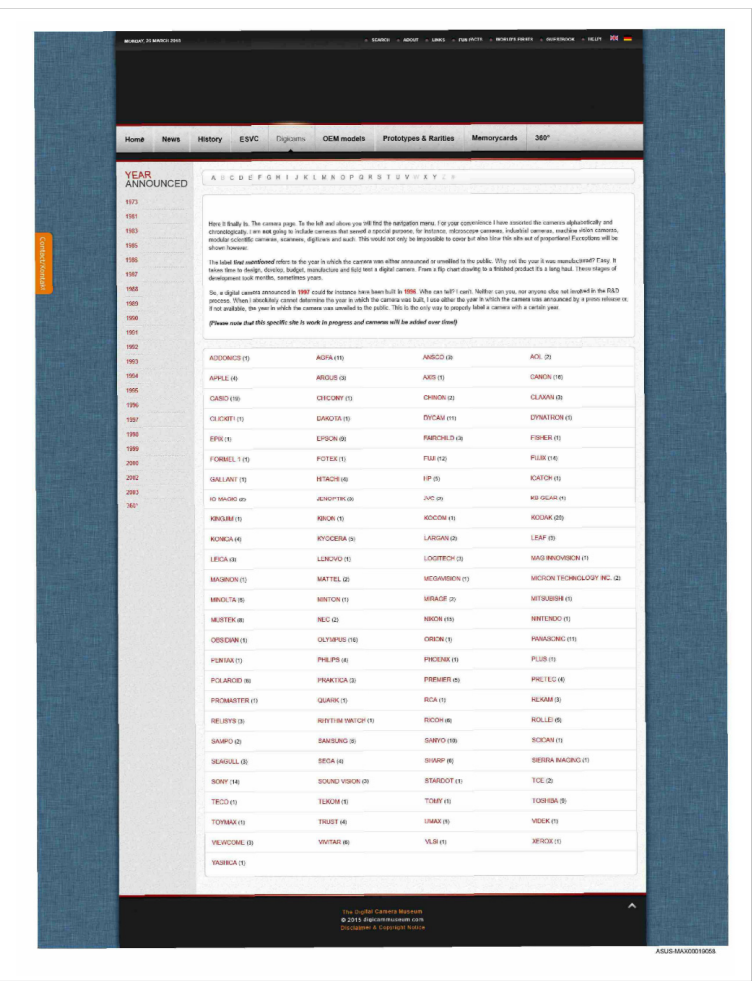 MONDAY, 23 MARCH 2015
SEARCH ABOUT LINKS FUN FACTS WORLD'S FIRSTS GUESTBOOK HELP!
Home News History ESVC Digicams OEM models Prototypes & Rarities Memorycards 360°
YEAR
ANNOUNCED
1973
1981
1983
1985
1986
1987
1988
1989
1990
1991
1992
1993
1994
1995
1996
1997
1998
1999
2000
2002
2003
360°
Contact/Kontakt
A B C D E F G H I J K L M N O P Q R S T U V W X Y Z #
Here it finally is. The camera page. To the left and above you will find the navigation menu. For your convenience I have assorted the cameras alphabetically and
chronologically. I am not going to include cameras that served a special purpose, for instance, microscope cameras, industrial cameras, machine vision cameras,
modular scientific cameras, scanners, digitizers and such. This would not only be impossible to cover but also blow this site out of proportions! Exceptions will be
shown however.
The label first mentioned refers to the year in which the camera was either announced or unveiled to the public. Why not the year it was manufactured? Easy. It
takes time to design, develop, budget, manufacture and field test a digital camera. From a flip chart drawing to a finished product it's a long haul. These stages of
development took months, sometimes years.
So, a digital camera announced in 1997 could for instance have been built in 1996. Who can tell? I can't. Neither can you, nor anyone else not involved in the R&D
process. When I absolutely cannot determine the year in which the camera was built, I use either the year in which the camera was announced by a press release or,
if not available, the year in which the camera was unveiled to the public. This is the only way to properly label a camera with a certain year.
(Please note that this specific site is work in progress and cameras will be added over time!)
ADDONICS (1) AGFA (11) ANSCO (3) AOL (2)
APPLE (4) ARGUS (3) AXIS (1) CANON (16)
CASIO (19) CHICONY (1) CHINON (2) CLAXAN (3)
CLICKIT! (1) DAKOTA (1) DYCAM (11) DYNATRON (1)
EPIX (1) EPSON (9) FAIRCHILD (3) FISHER (1)
FORMEL 1 (1) FOTEX (1) FUJI (12) FUJIX (14)
GALLANT (1) HITACHI (4) HP (5) ICATCH (1)
IQ MAGIC (2) JENOPTIK (3) JVC (3) KB GEAR (1)
KINGJIM (1) KINON (1) KOCOM (1) KODAK (25)
KONICA (4) KYOCERA (5) LARGAN (2) LEAF (5)
LEICA (3) LENOVO (1) LOGITECH (3) MAG INNOVISION (1)
MAGINON (1) MATTEL (2) MEGAVISION (1) MICRON TECHNOLOGY INC. (2)
MINOLTA (6) MINTON (1) MIRAGE (2) MITSUBISHI (1)
MUSTEK (8) NEC (2) NIKON (15) NINTENDO (1)
OBSIDIAN (1) OLYMPUS (16) ORION (1) PANASONIC (11)
PENTAX (1) PHILIPS (4) PHOENIX (1) PLUS (1)
POLAROID (6) PRAKTICA (3) PREMIER (5) PRETEC (4)
PROMASTER (1) QUARK (1) RCA (1) REKAM (3)
RELISYS (3) RHYTHM WATCH (1) RICOH (6) ROLLEI (5)
SAMPO (2) SAMSUNG (6) SANYO (10) SCICAN (1)
SEAGULL (3) SEGA (4) SHARP (6) SIERRA IMAGING (1)
SONY (14) SOUND VISION (3) STARDOT (1) TCE (2)
TECO (1) TEKOM (1) TOMY (1) TOSHIBA (9)
TOYMAX (1) TRUST (4) UMAX (5) VIDEK (1)
VIEWCOME (3) VIVITAR (6) VLSI (1) XEROX (1)
YASHICA (1)
The Digital Camera Museum
© 2015 digicammuseum.com
Disclaimer & Copyright Notice
ASUS-MAX00019058